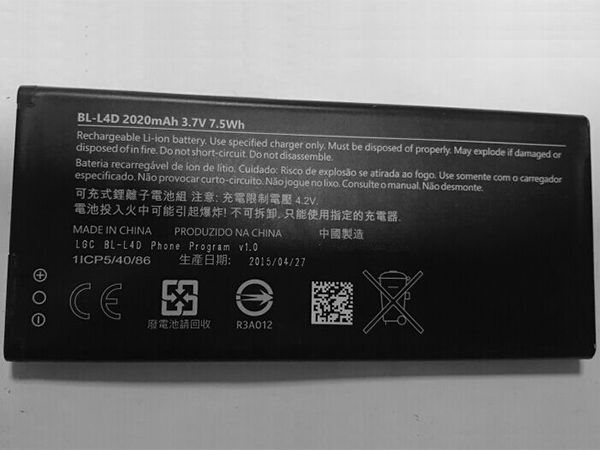 BL-L4D 2020mAh 3.7V 7.5Wh
Rechargeable Li-ion battery. Use specified charger only. Must be disposed of properly. May explode if damaged or
disposed of in fire. Do not short-circuit. Do not disassemble.
Bateria recarregável de íon de lítio. Cuidado: Risco de explosão se atirada ao fogo. Use somente com o carregador
especificado. Não provocar curto-circuito. Não jogue no lixo. Consulte o manual. Não desmonte.
可充式鋰離子電池組 注意: 充電限制電壓 4.2V.
電池投入火中可能引起爆炸! 不可拆卸. 只能使用指定的充電器.
MADE IN CHINA PRODUZIDO NA CHINA 中國製造
LGC BL-L4D Phone Program v1.0
1ICP5/40/86 生產日期: 2015/04/27
CE
廢電池請回收 R3A012